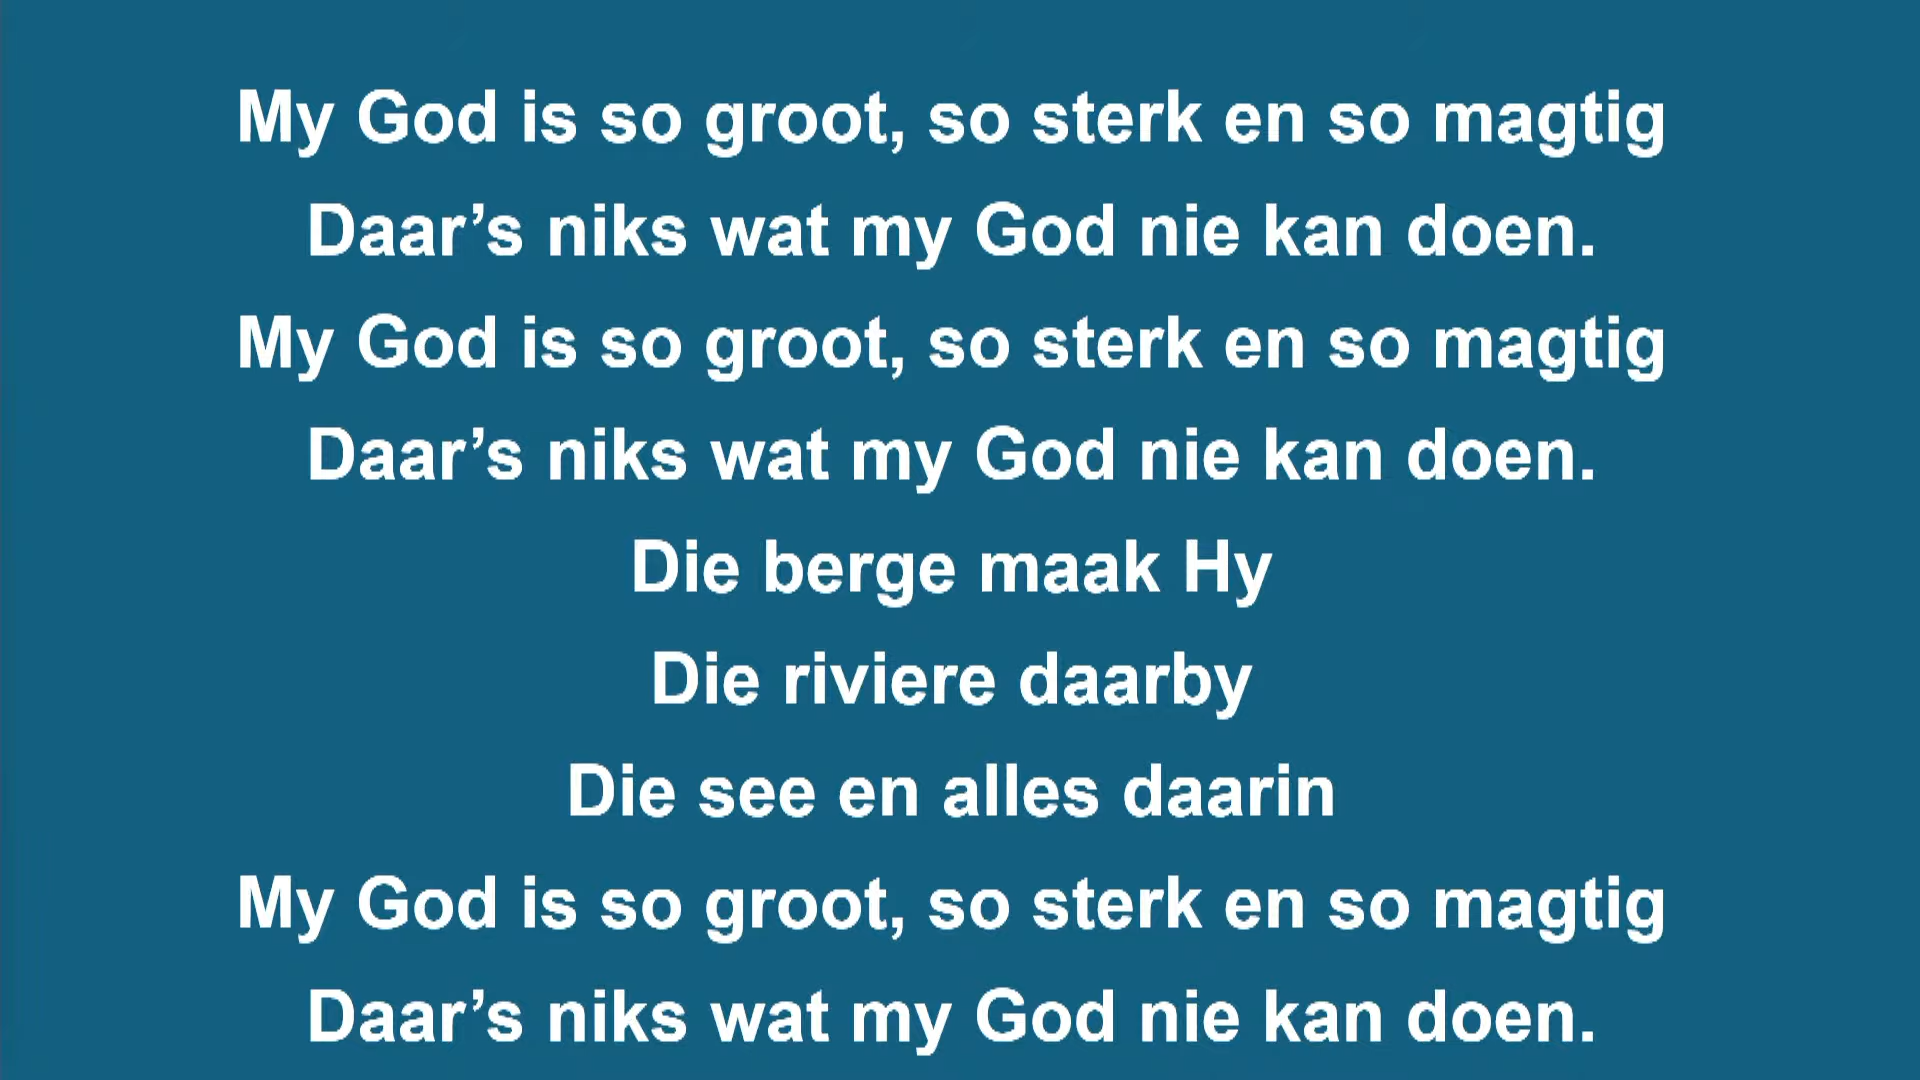 My God is so groot, so sterk en so magtig
Daar’s niks wat my God nie kan doen.
My God is so groot, so sterk en so magtig
Daar’s niks wat my God nie kan doen.
Die berge maak Hy
Die riviere daarby
Die see en alles daarin
My God is so groot, so sterk en so magtig
Daar’s niks wat my God nie kan doen.